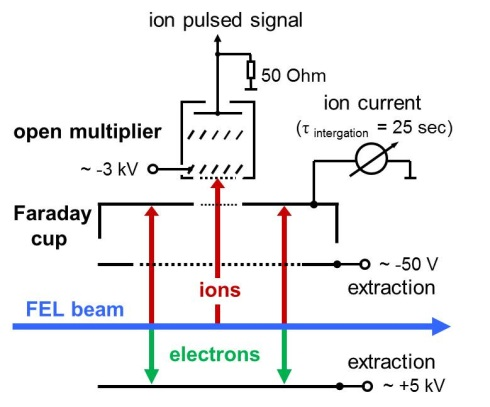 ion pulsed signal
50 Ohm
ion current
(τ intergation = 25 sec)
open multiplier
~ -3 kV
Faraday
cup
~ -50 V
extraction
ions
FEL beam
electrons
extraction
~ +5 kV